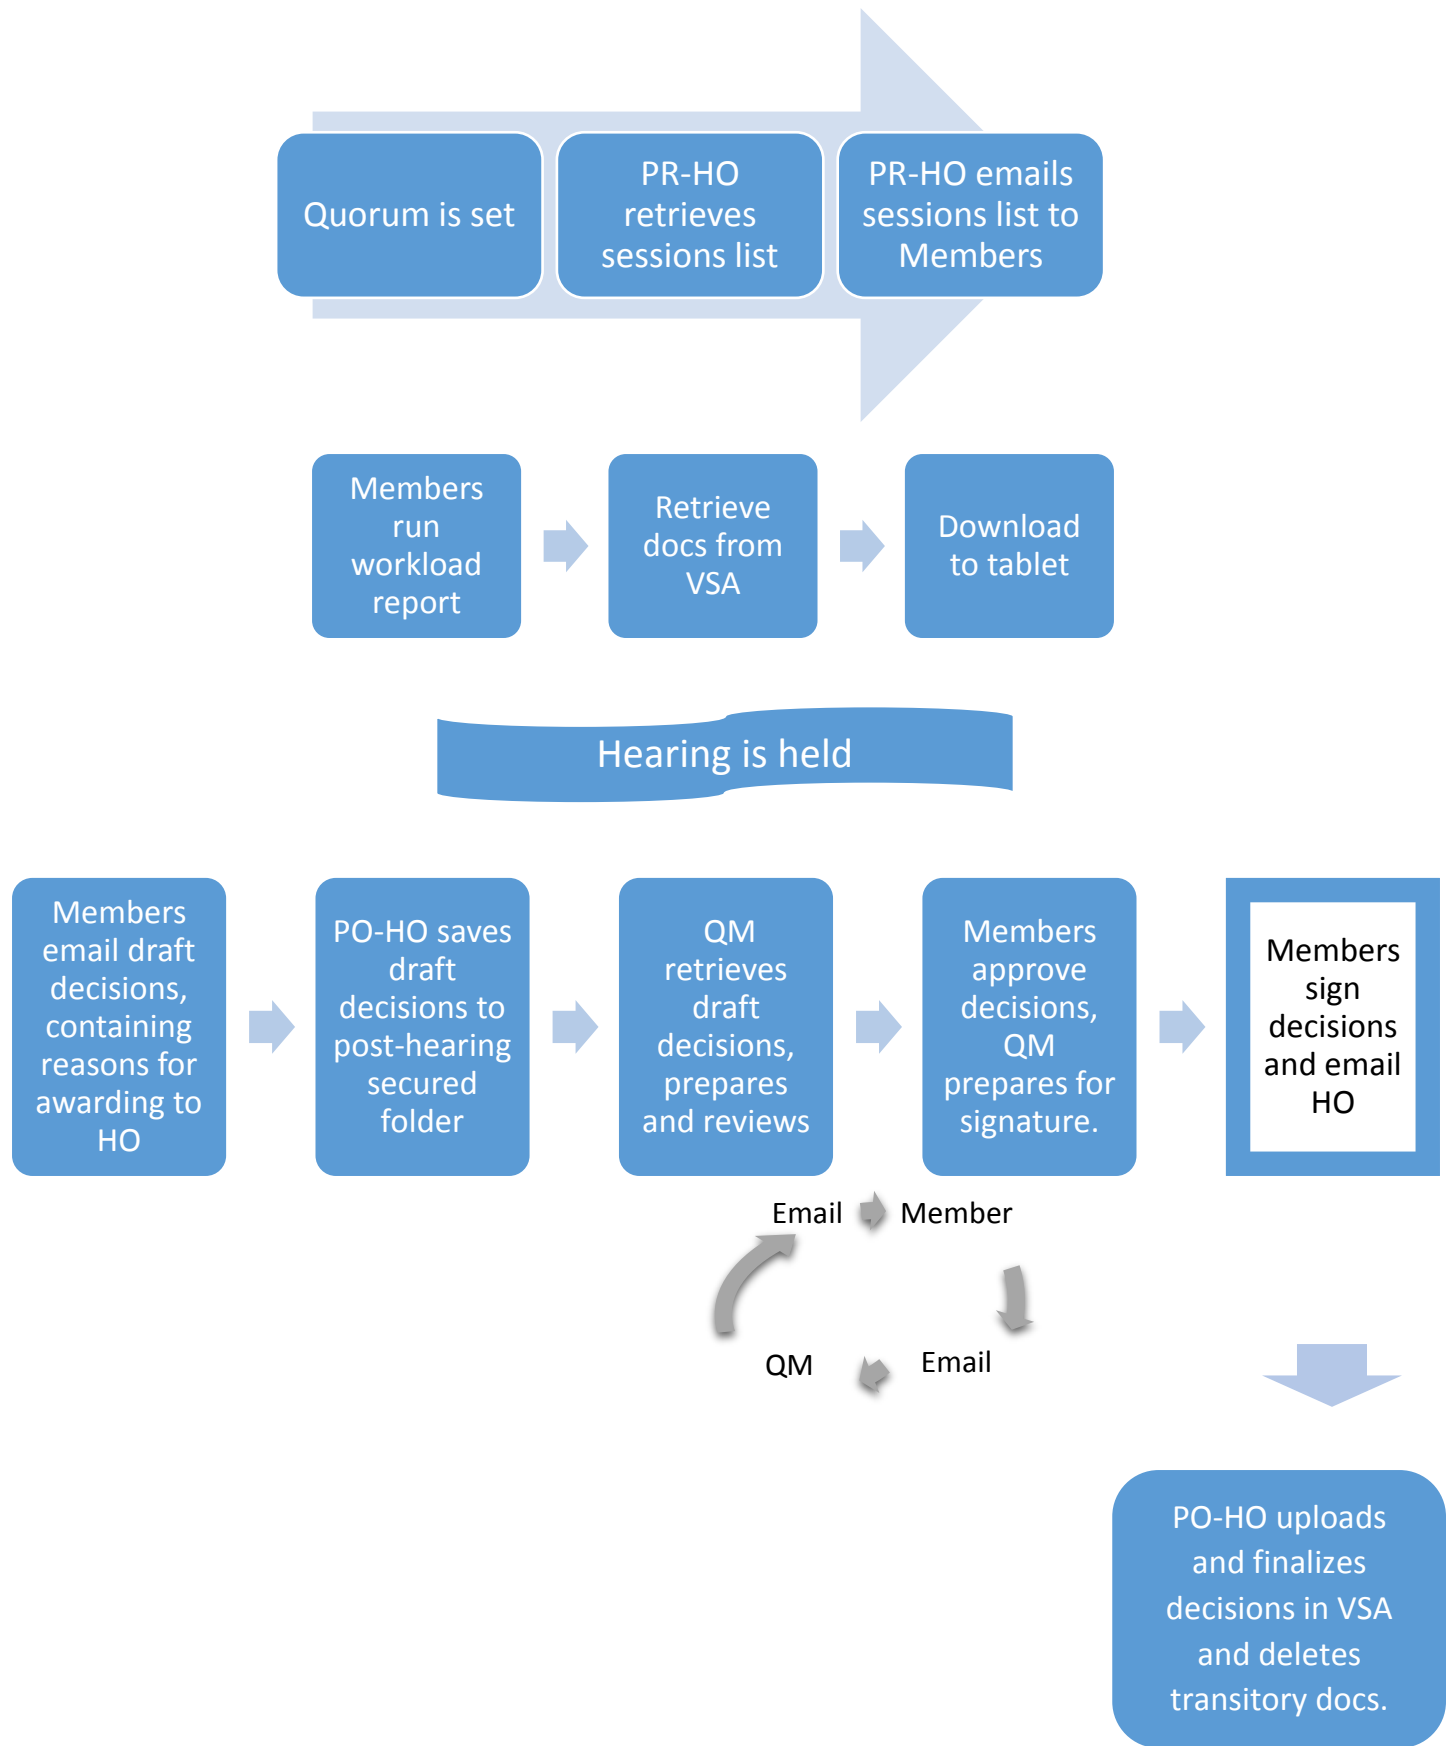 Quorum is set
PR-HO
retrieves
sessions list
PR-HO emails
sessions list to
Members
Members
run
workload
report
Retrieve
docs from
VSA
Download
to tablet
Hearing is held
Members
email draft
decisions,
containing
reasons for
awarding to
HO
PO-HO saves
draft
decisions to
post-hearing
secured
folder
QM
retrieves
draft
decisions,
prepares
and reviews
Members
approve
decisions,
QM
prepares for
signature.
Members
sign
decisions
and email
HO
Email
Member
QM
Email
PO-HO uploads
and finalizes
decisions in VSA
and deletes
transitory docs.